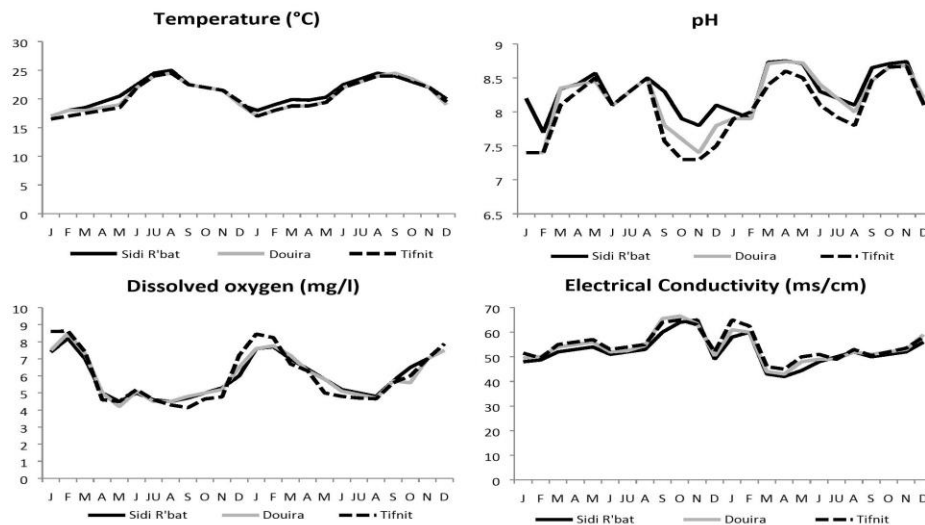 Temperature (°C)
30
25
20
15
10
5
0
J F M A M J JU A S O N D J F M A M J JU A S O N D
Sidi R'bat Douira Tifnit
pH
9
8.5
8
7.5
7
6.5
J F M A M J JU A S O N D J F M A M J JU A S O N D
Sidi R'bat Douira Tifnit
Dissolved oxygen (mg/l)
10
9
8
7
6
5
4
3
2
1
0
J F M A M J JU A S O N D J F M A M J JU A S O N D
Sidi R'bat Douira Tifnit
Electrical Conductivity (ms/cm)
70
60
50
40
30
20
10
0
J F M A M J JU A S O N D J F M A M J JU A S O N D
Sidi R'bat Douira Tifnit